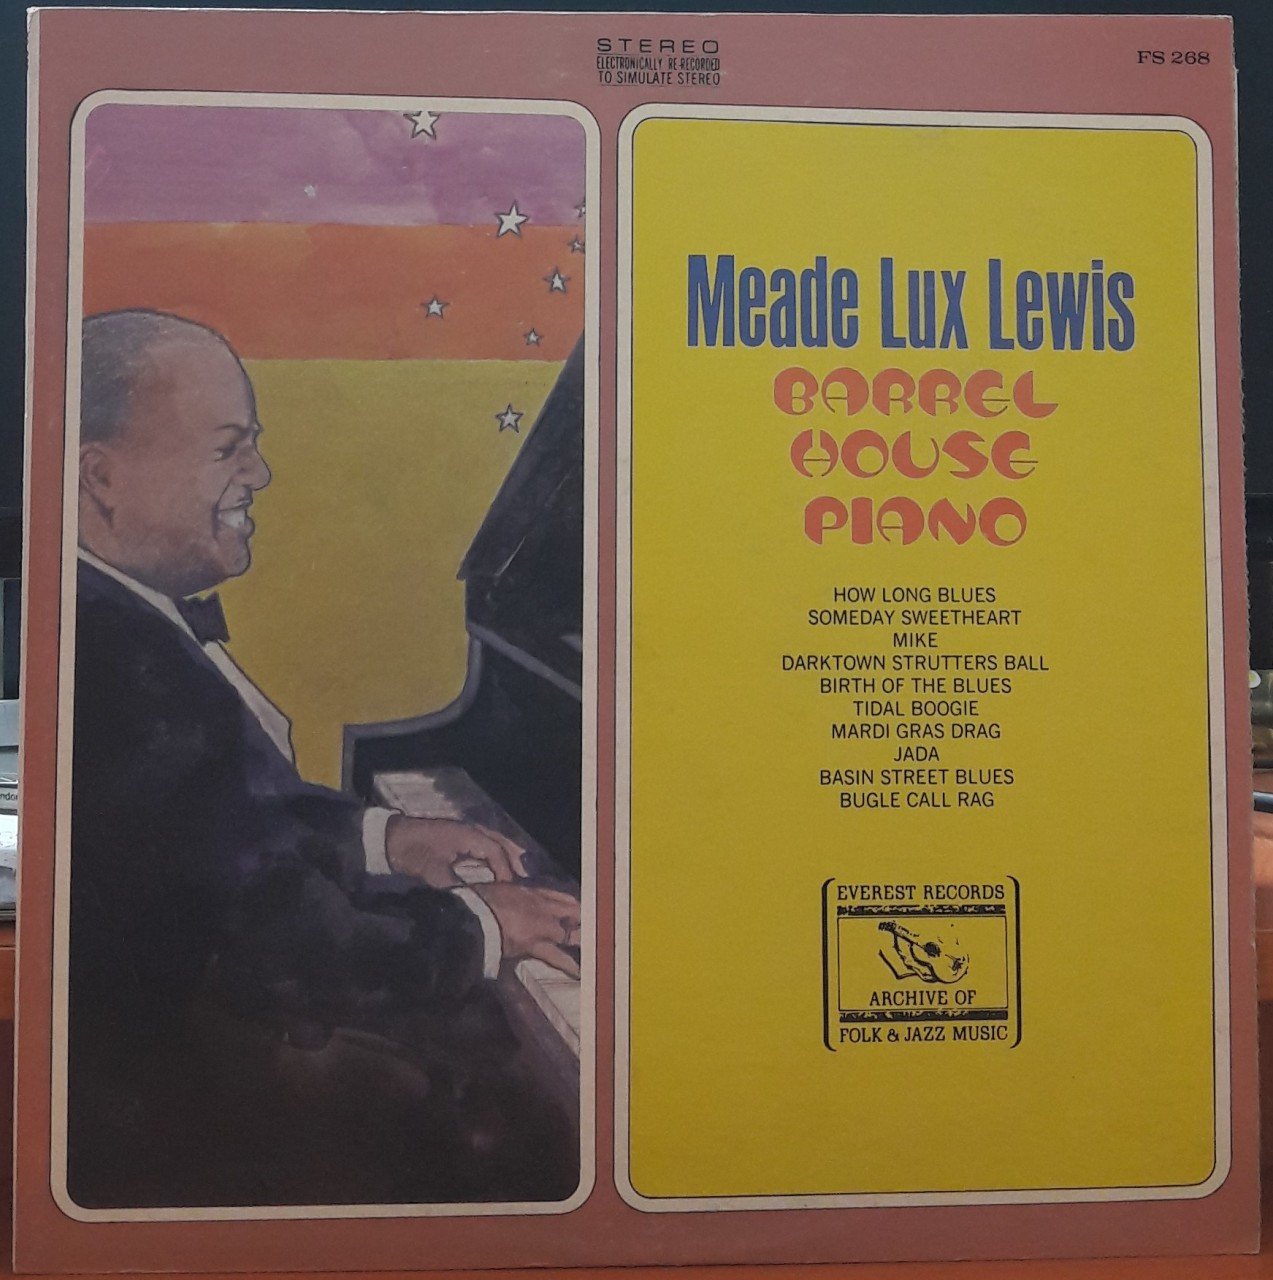 STEREO
ELECTRONICALLY RE-RECORDED
TO SIMULATE STEREO
FS 268
Meade Lux Lewis
BARREL
HOUSE
PIANO
HOW LONG BLUES
SOMEDAY SWEETHEART
MIKE
DARKTOWN STRUTTERS BALL
BIRTH OF THE BLUES
TIDAL BOOGIE
MARDI GRAS DRAG
JADA
BASIN STREET BLUES
BUGLE CALL RAG
EVEREST RECORDS
ARCHIVE OF
FOLK & JAZZ MUSIC